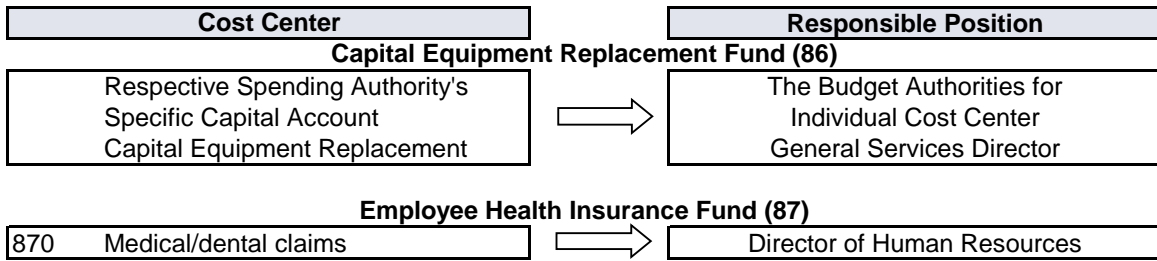 Cost Center Responsible Position
Capital Equipment Replacement Fund (86)
Respective Spending Authority's The Budget Authorities for
Specific Capital Account Individual Cost Center
Capital Equipment Replacement General Services Director
Employee Health Insurance Fund (87)
870 Medical/dental claims Director of Human Resources